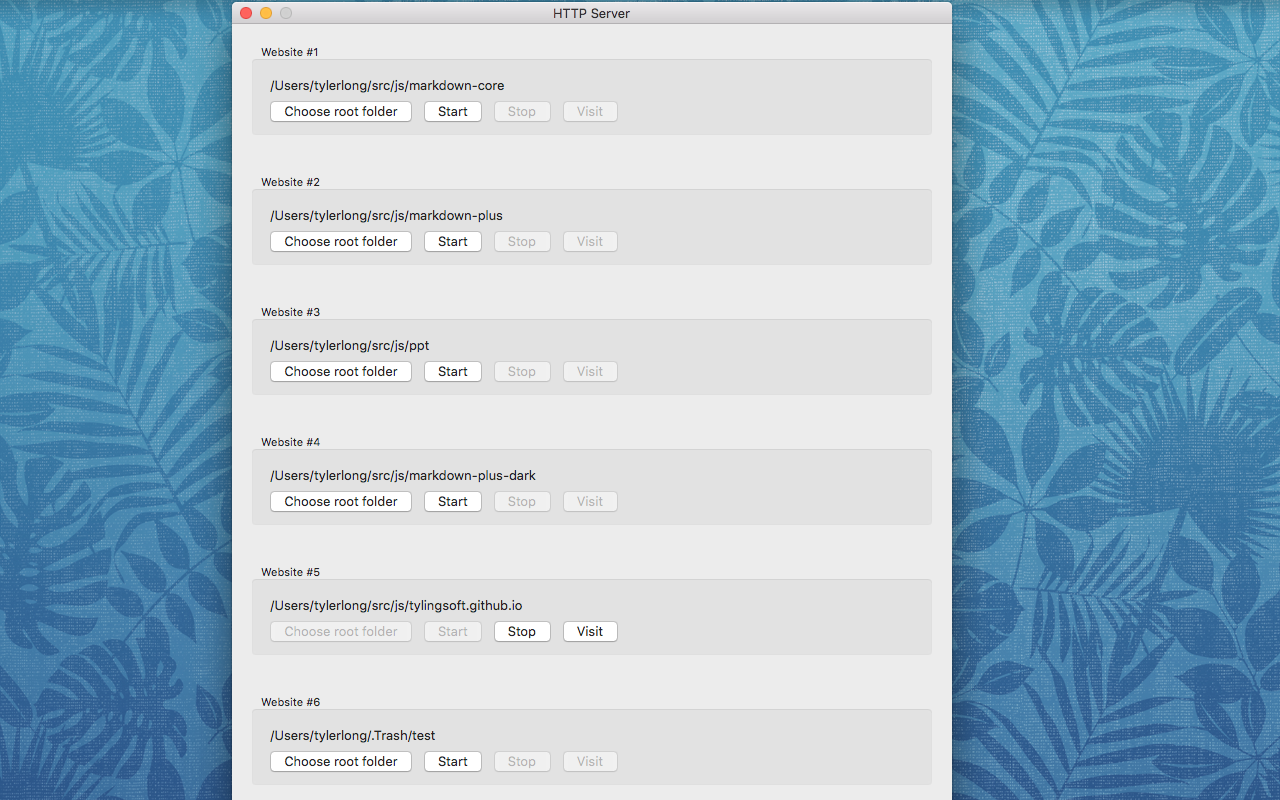 HTTP Server
Website #1
/Users/tylerlong/src/js/markdown-core
Choose root folder Start Stop Visit
Website #2
/Users/tylerlong/src/js/markdown-plus
Choose root folder Start Stop Visit
Website #3
/Users/tylerlong/src/js/ppt
Choose root folder Start Stop Visit
Website #4
/Users/tylerlong/src/js/markdown-plus-dark
Choose root folder Start Stop Visit
Website #5
/Users/tylerlong/src/js/tylingsoft.github.io
Choose root folder Start Stop Visit
Website #6
/Users/tylerlong/.Trash/test
Choose root folder Start Stop Visit